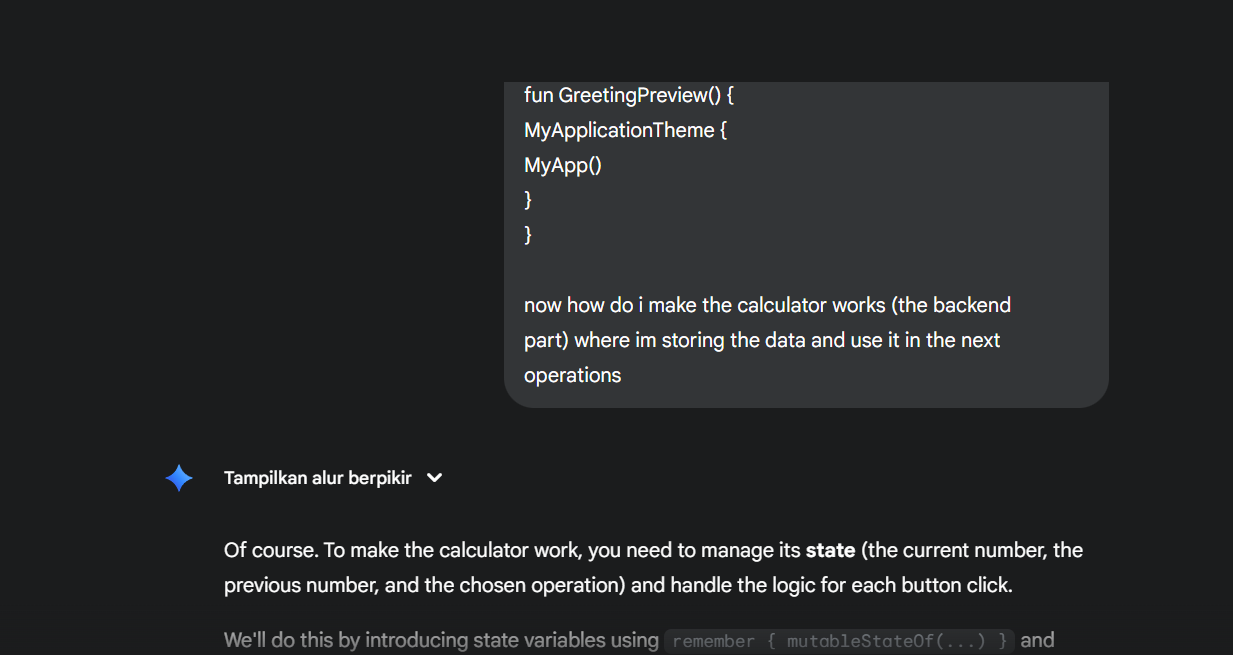 fun GreetingPreview() {
MyApplicationTheme {
MyApp()
}
}
now how do i make the calculator works (the backend
part) where im storing the data and use it in the next
operations
Tampilkan alur berpikir
Of course. To make the calculator work, you need to manage its state (the current number, the
previous number, and the chosen operation) and handle the logic for each button click.
We'll do this by introducing state variables using remember { mutableStateOf(...) } and